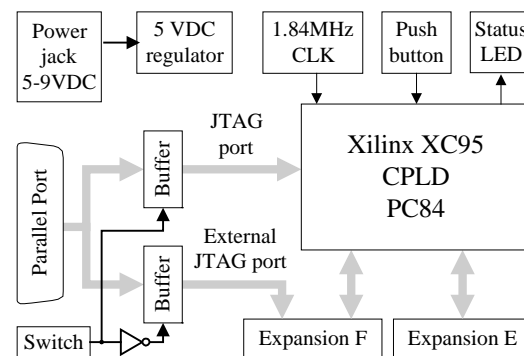 Power
jack
5-9VDC
5 VDC
regulator
1.84MHz
CLK
Push
button
Status
LED
JTAG
port
Buffer
Xilinx XC95
CPLD
PC84
Parallel Port
External
JTAG port
Buffer
Switch
Expansion F
Expansion E